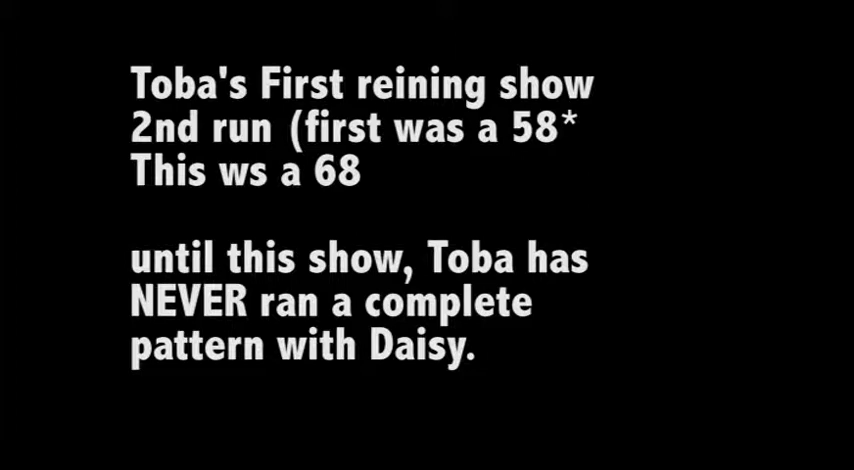 Toba's First reining show
2nd run (first was a 58*
This ws a 68
until this show, Toba has
NEVER ran a complete
pattern with Daisy.